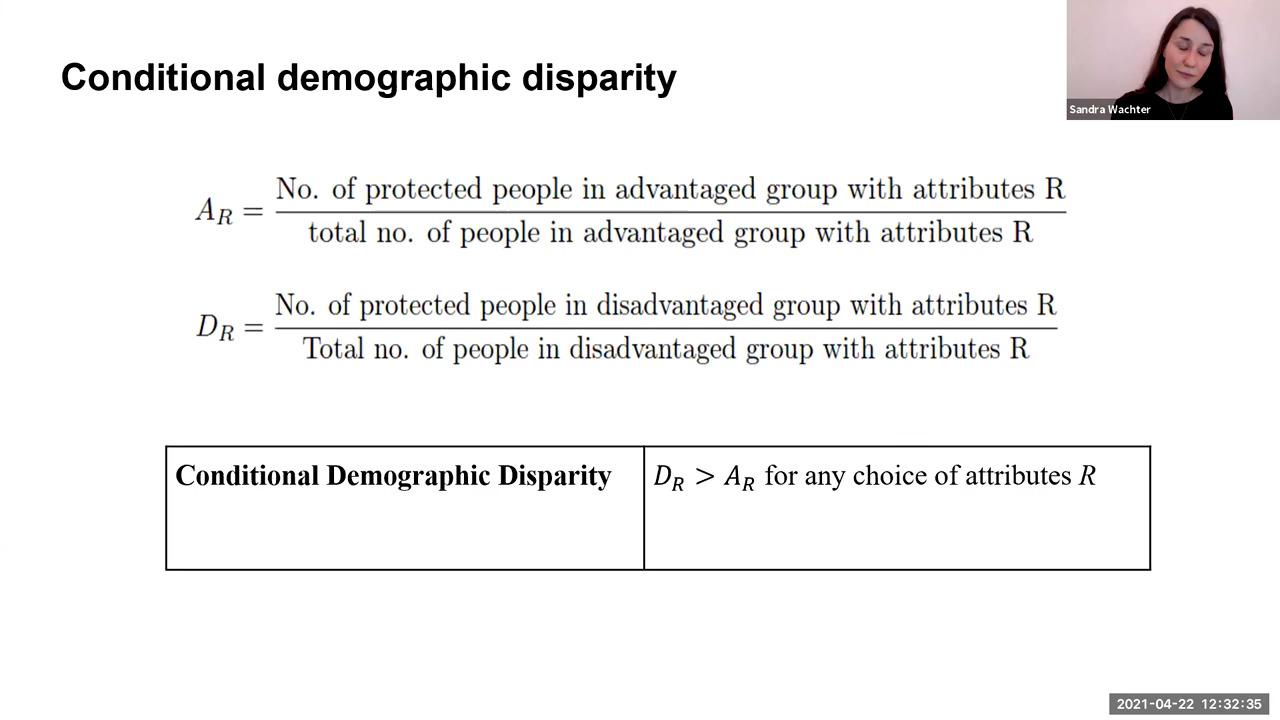 Conditional demographic disparity
Sandra Wachter
A_R = No. of protected people in advantaged group with attributes R
total no. of people in advantaged group with attributes R
D_R = No. of protected people in disadvantaged group with attributes R
Total no. of people in disadvantaged group with attributes R
Conditional Demographic Disparity
D_R > A_R for any choice of attributes R
2021-04-22 12:32:35